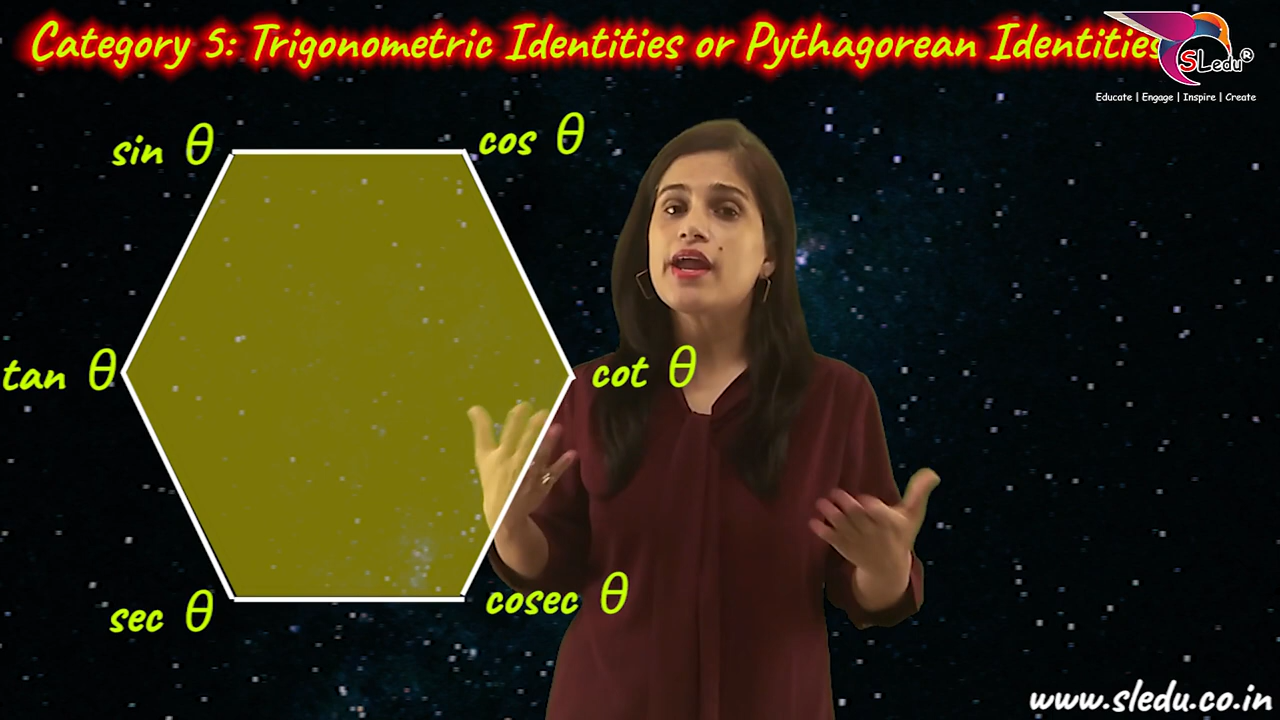 Category 5: Trigonometric Identities or Pythagorean Identities
SLedu®
Educate | Engage | Inspire | Create
sin θ
cos θ
tan θ
cot θ
sec θ
cosec θ
www.sledu.co.in